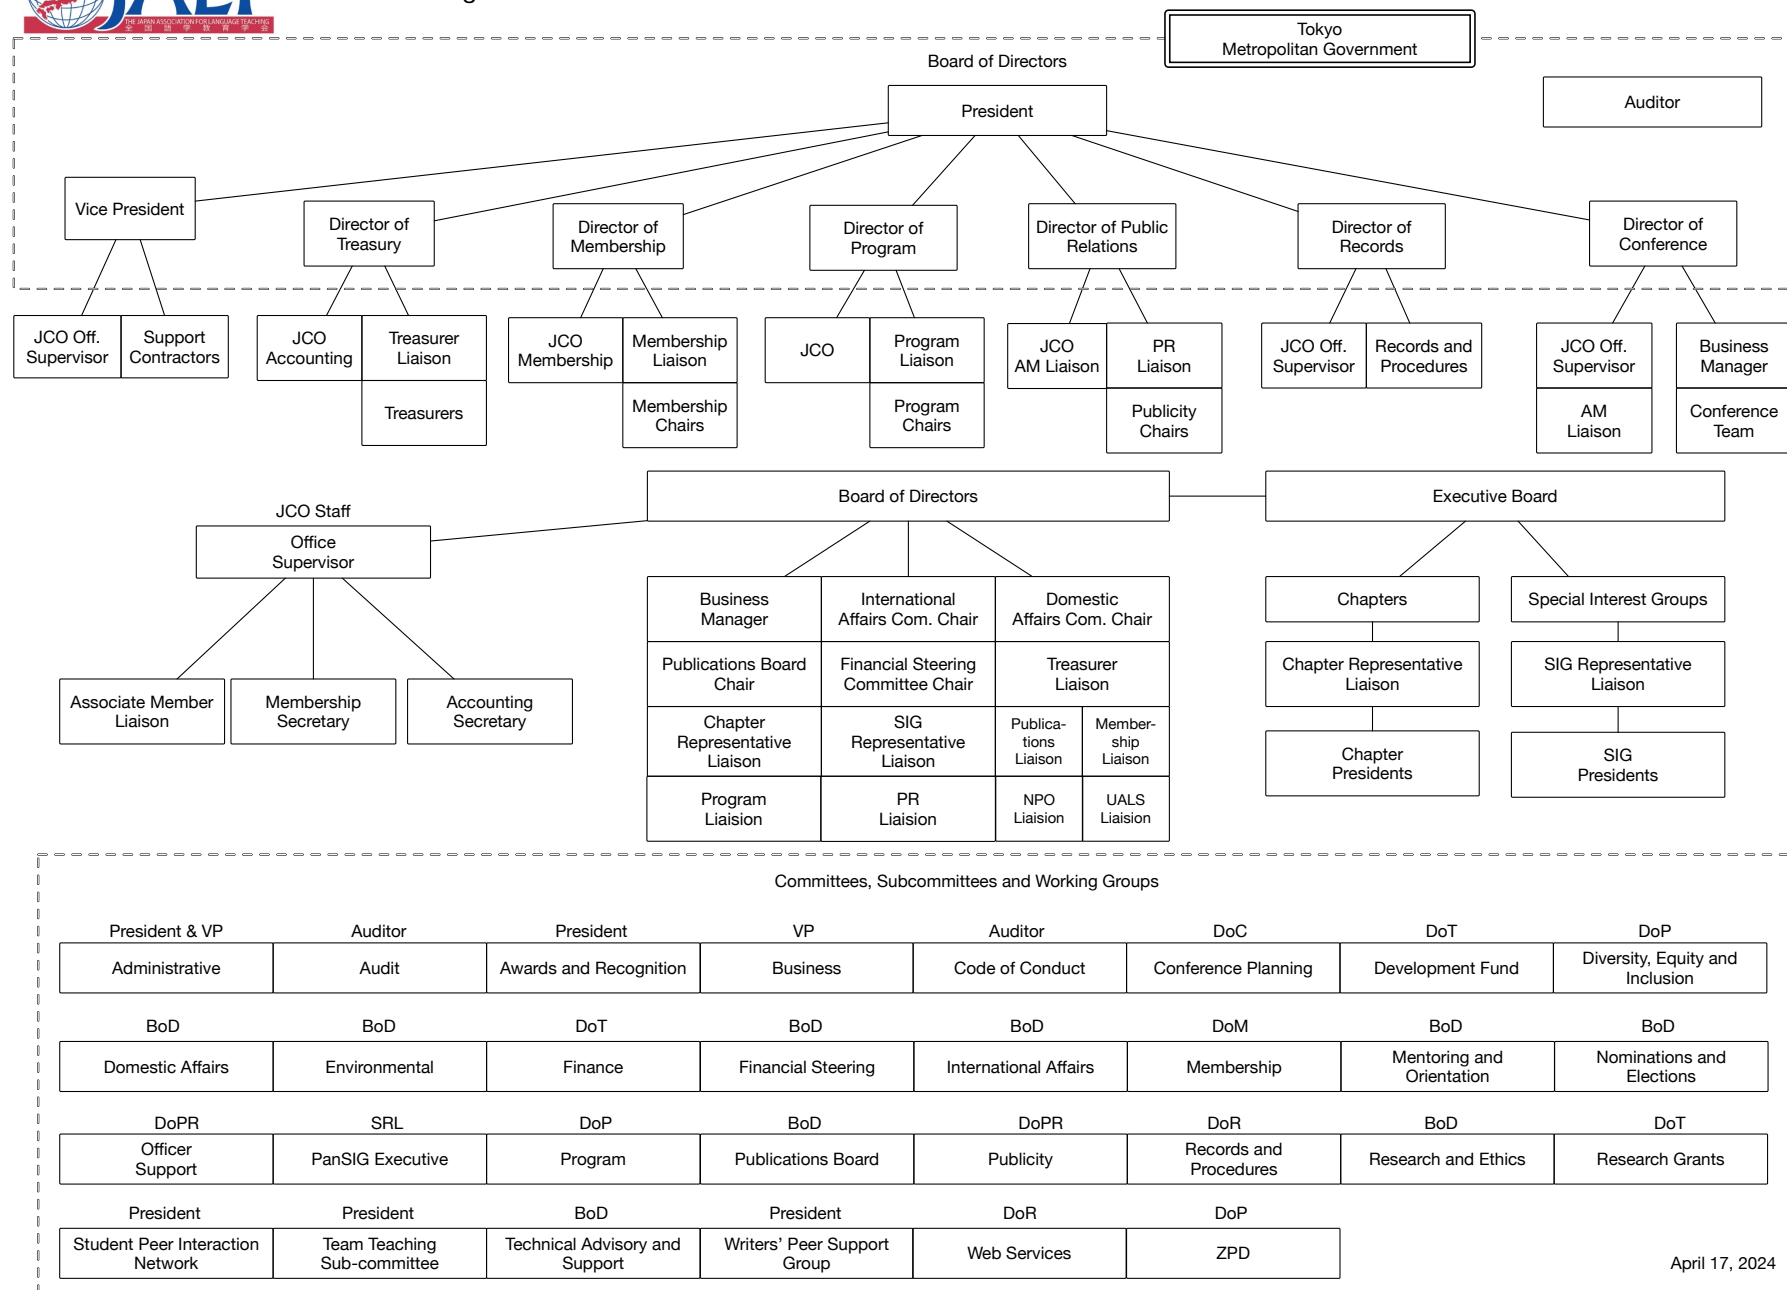 THE JAPAN ASSOCIATION FOR LANGUAGE TEACHING
全国語学教育学会
Tokyo
Metropolitan Government
Board of Directors
President
Auditor
Vice President
Director of
Treasury
Director of
Membership
Director of
Program
Director of Public
Relations
Director of
Records
Director of
Conference
JCO Off.
Supervisor
Support
Contractors
JCO
Accounting
Treasurer
Liaison
Treasurers
JCO
Membership
Membership
Liaison
Membership
Chairs
JCO
Program
Liaison
Program
Chairs
JCO
AM Liaison
PR
Liaison
Publicity
Chairs
JCO Off.
Supervisor
Records and
Procedures
JCO Off.
Supervisor
AM
Liaison
Business
Manager
Conference
Team
Board of Directors
Executive Board
JCO Staff
Office
Supervisor
Associate Member
Liaison
Membership
Secretary
Accounting
Secretary
Business
Manager
International
Affairs Com. Chair
Domestic
Affairs Com. Chair
Publications Board
Chair
Financial Steering
Committee Chair
Treasurer
Liaison
Chapter
Representative
Liaison
SIG
Representative
Liaison
Publica-
tions
Liaison
Member-
ship
Liaison
Program
Liaision
PR
Liaision
NPO
Liaision
UALS
Liaision
Chapters
Special Interest Groups
Chapter Representative
Liaison
SIG Representative
Liaison
Chapter
Presidents
SIG
Presidents
Committees, Subcommittees and Working Groups
President & VP
Administrative
Auditor
Audit
President
Awards and Recognition
VP
Business
Auditor
Code of Conduct
DoC
Conference Planning
DoT
Development Fund
DoP
Diversity, Equity and
Inclusion
BoD
Domestic Affairs
BoD
Environmental
DoT
Finance
BoD
Financial Steering
BoD
International Affairs
DoM
Membership
BoD
Mentoring and
Orientation
BoD
Nominations and
Elections
DoPR
Officer
Support
SRL
PanSIG Executive
DoP
Program
BoD
Publications Board
DoPR
Publicity
DoR
Records and
Procedures
BoD
Research and Ethics
DoT
Research Grants
President
Student Peer Interaction
Network
President
Team Teaching
Sub-committee
BoD
Technical Advisory and
Support
President
Writers' Peer Support
Group
DoR
Web Services
DoP
ZPD
April 17, 2024